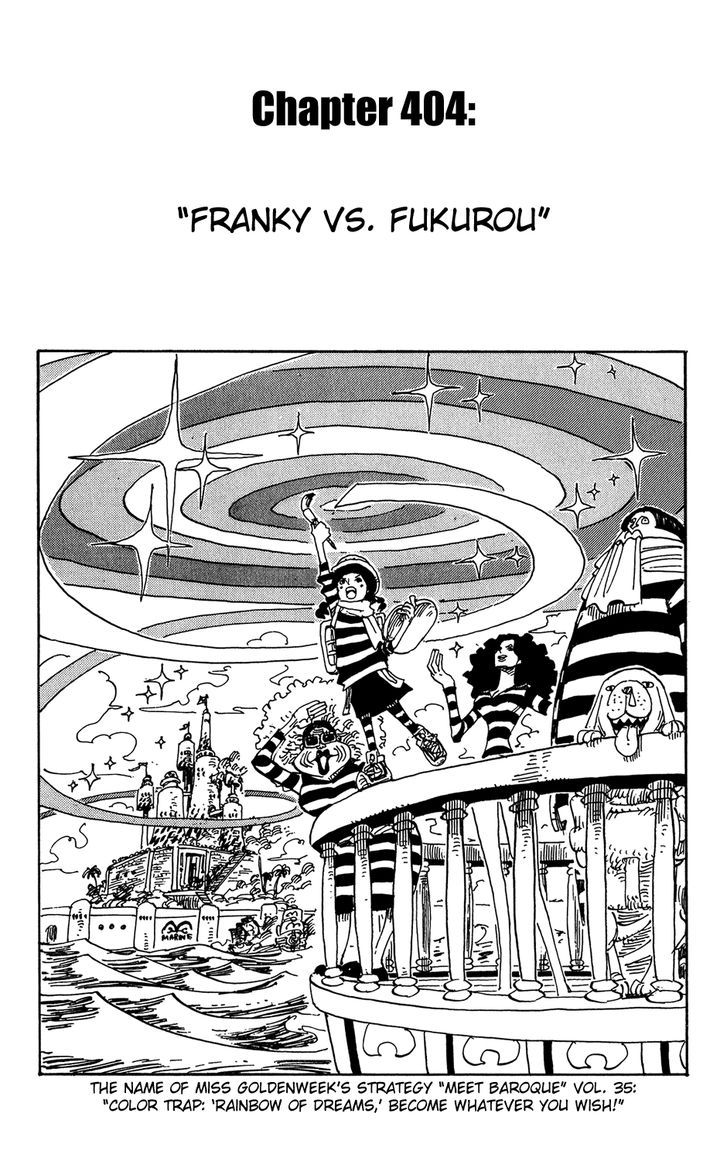 Chapter 404:
"FRANKY VS. FUKUROU"
MARINE
THE NAME OF MISS GOLDENWEEK'S STRATEGY "MEET BAROQUE" VOL. 35:
"COLOR TRAP: 'RAINBOW OF DREAMS,' BECOME WHATEVER YOU WISH!"